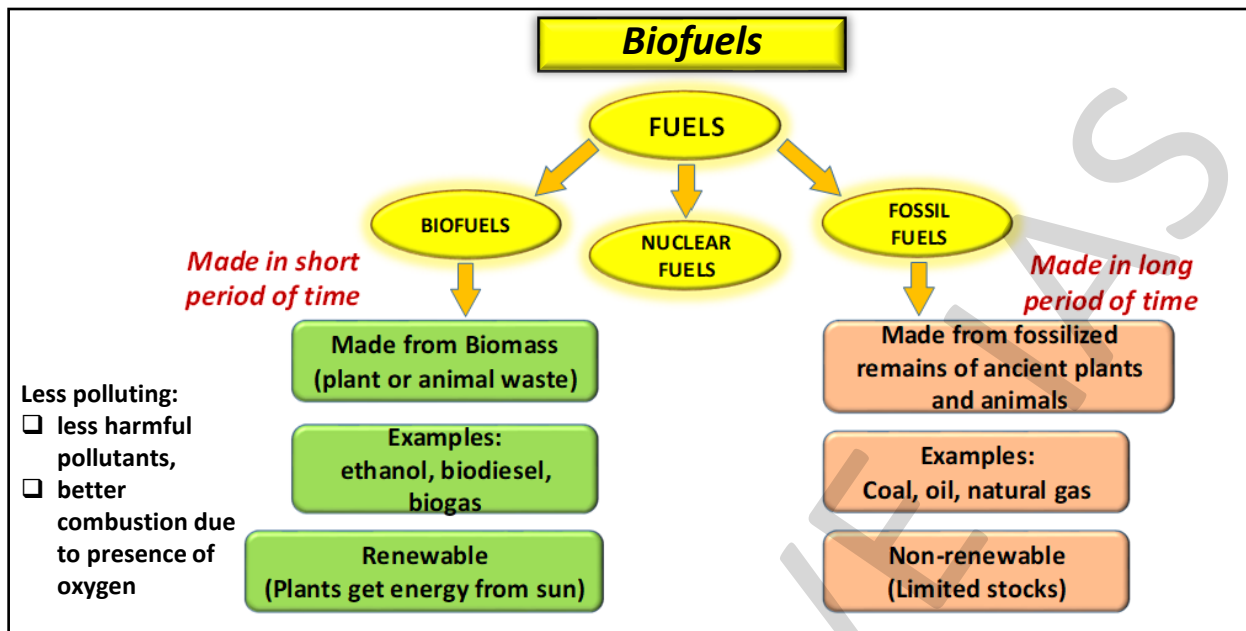 Biofuels
FUELS
BIOFUELS
NUCLEAR
FUELS
FOSSIL
FUELS
Made in short
period of time
Made in long
period of time
Made from Biomass
(plant or animal waste)
Made from fossilized
remains of ancient plants
and animals
Less polluting:
less harmful
pollutants,
better
combustion due
to presence of
oxygen
Examples:
ethanol, biodiesel,
biogas
Examples:
Coal, oil, natural gas
Renewable
(Plants get energy from sun)
Non-renewable
(Limited stocks)
IAS